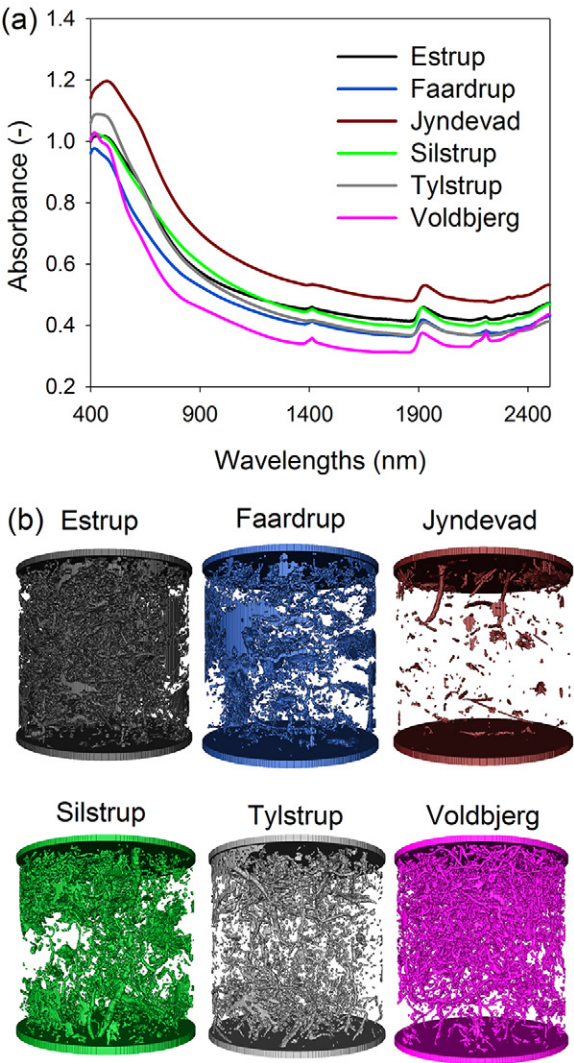 (a)
1.4
1.2
1.0
0.8
0.6
0.4
0.2
Absorbance (-)
Estrup
Faardrup
Jyndevad
Silstrup
Tylstrup
Voldbjerg
400 900 1400 1900 2400
Wavelengths (nm)
(b)
Estrup Faardrup Jyndevad
Silstrup Tylstrup Voldbjerg